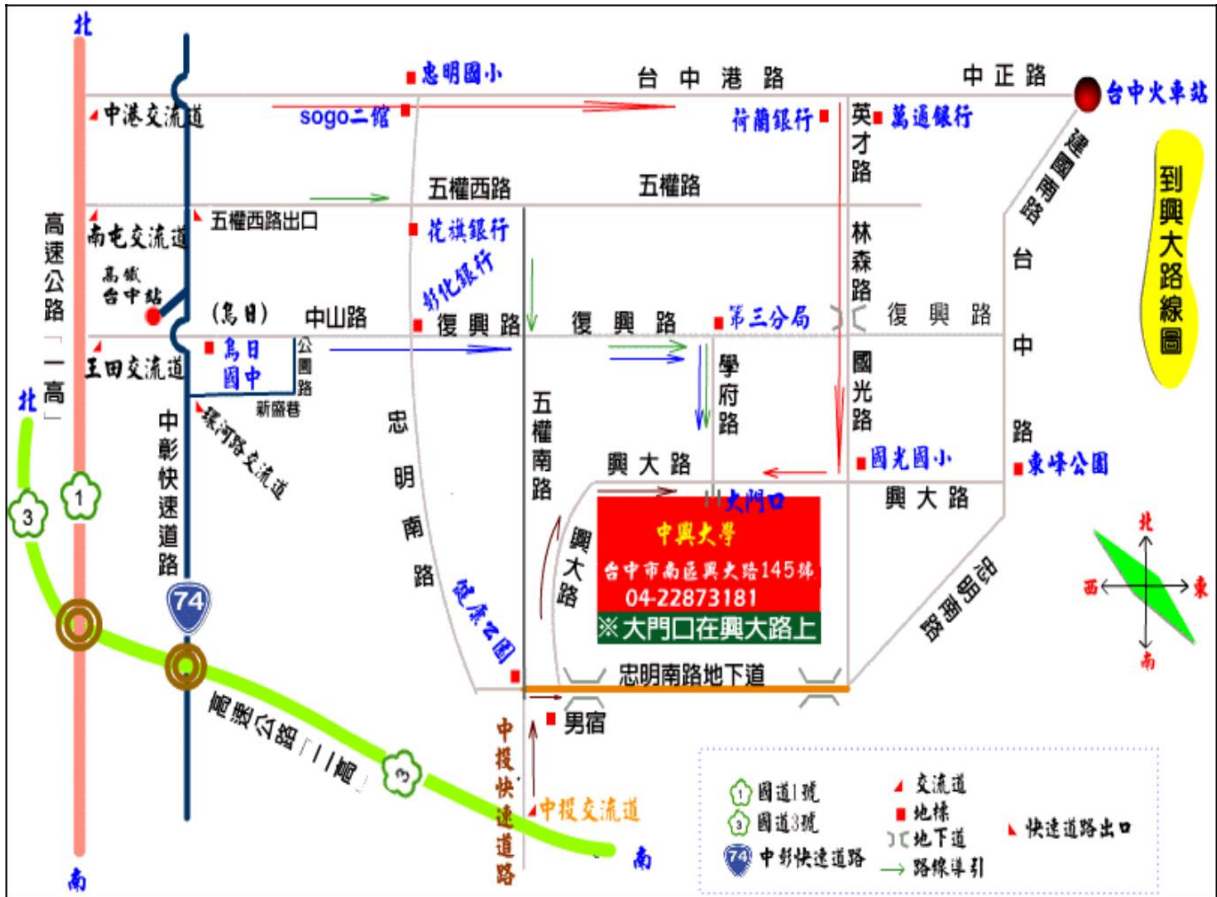 北
忠明國小
台中港路
中正路
台中火車站
中港交流道
sogo二館
荷蘭銀行
英才路
萬通銀行
建國南路
到興大路線圖
五權西路
五權路
高速公路「一高」
南屯交流道
五權西路出口
花旗銀行
林森路
台中路
高鐵
台中站
彰化銀行
(烏日)
中山路
復興路
復興路
第三分局
復興路
王田交流道
烏日
國中
公園路
新盛巷
學府路
國光路
北
中彰快速道路
環河路交流道
忠明南路
五權南路
興大路
國光國小
東峰公園
興大路
大門口
3
1
中興大學
台中市南區興大路145號
04-22873181
※大門口在興大路上
興大路
忠明南路
北
西
東
南
74
健康公園
忠明南路地下道
男宿
高速公路「二高」
3
中投快速道路
中投交流道
南
南
1
國道1號
3
國道3號
74
中彰快速道路
交流道
地標
地下道
路線導引
快速道路出口